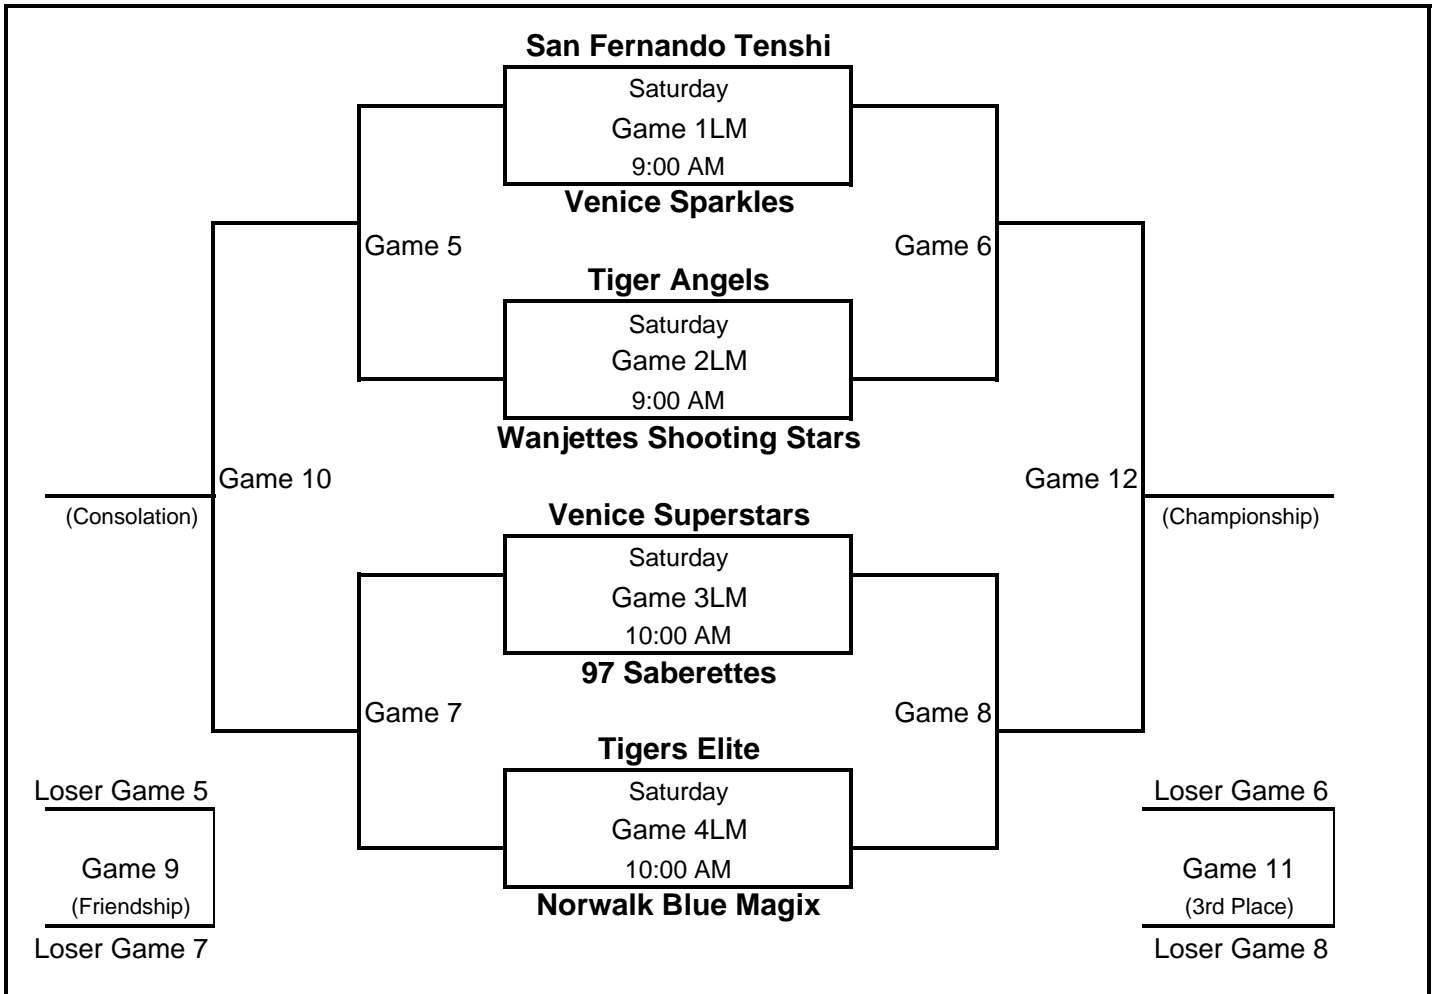 San Fernando Tenshi
Saturday
Game 1LM
9:00 AM
Venice Sparkles
Game 5
Game 6
Tiger Angels
Saturday
Game 2LM
9:00 AM
Wanjettes Shooting Stars
Game 10
Game 12
(Consolation)
(Championship)
Venice Superstars
Saturday
Game 3LM
10:00 AM
97 Saberettes
Game 7
Game 8
Tigers Elite
Saturday
Game 4LM
10:00 AM
Norwalk Blue Magix
Loser Game 5
Game 9
(Friendship)
Loser Game 7
Loser Game 6
Game 11
(3rd Place)
Loser Game 8